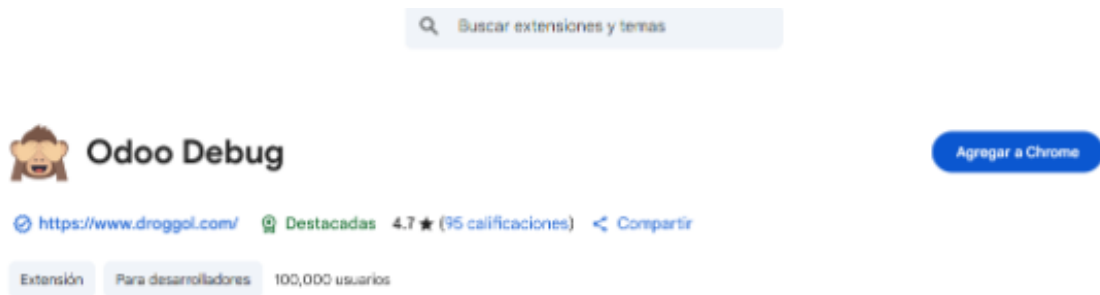 Buscar extensiones y temas
Odoo Debug
Agregar a Chrome
https://www.droggol.com/ Destacadas 4.7 ★ (95 calificaciones) Compartir
Extensión Para desarrolladores 100,000 usuarios